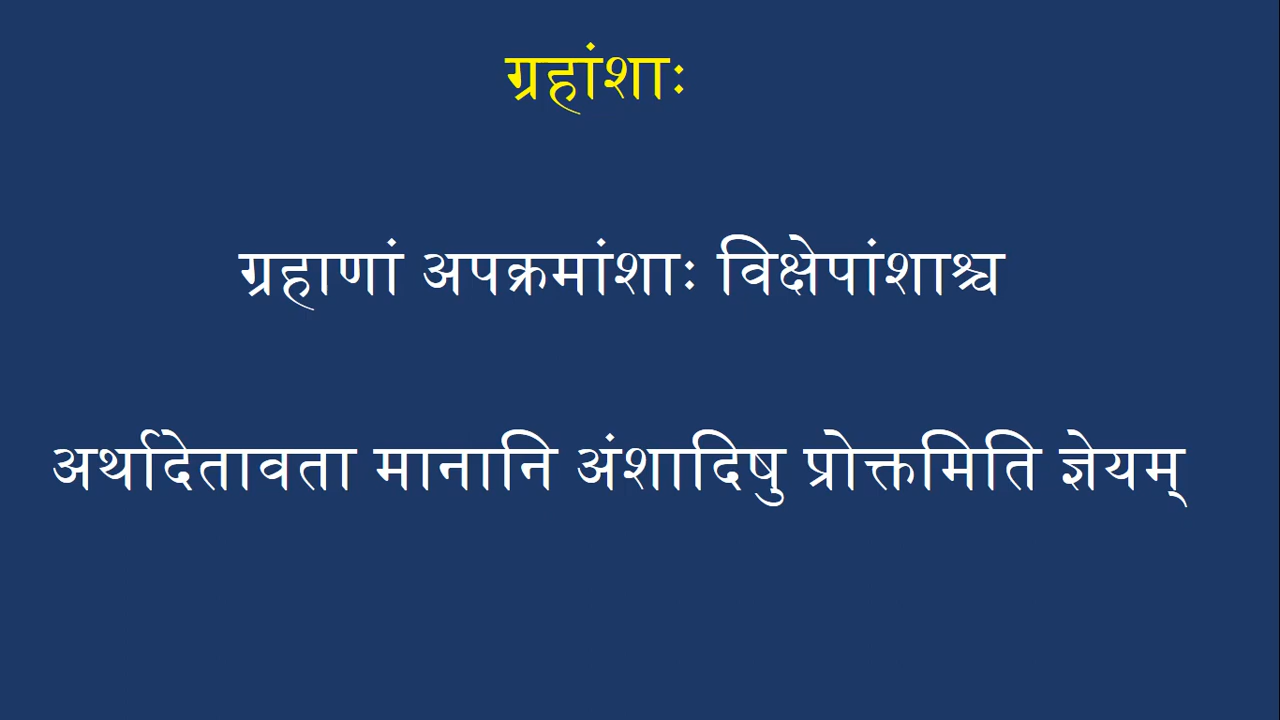 ग्रहांशाः
ग्रहाणां अपक्रमांशाः विक्षेपांशाश्च
अर्थादेतावता मानानि अंशादिषु प्रोक्तमिति ज्ञेयम्